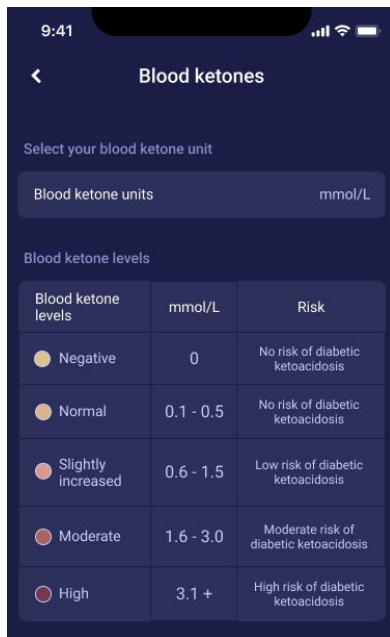 9:41
Blood ketones
Select your blood ketone unit
Blood ketone units mmol/L
Blood ketone levels
Blood ketone
levels
mmol/L
Risk
Negative
0
No risk of diabetic
ketoacidosis
Normal
0.1 - 0.5
No risk of diabetic
ketoacidosis
Slightly
increased
0.6 - 1.5
Low risk of diabetic
ketoacidosis
Moderate
1.6 - 3.0
Moderate risk of
diabetic ketoacidosis
High
3.1 +
High risk of diabetic
ketoacidosis